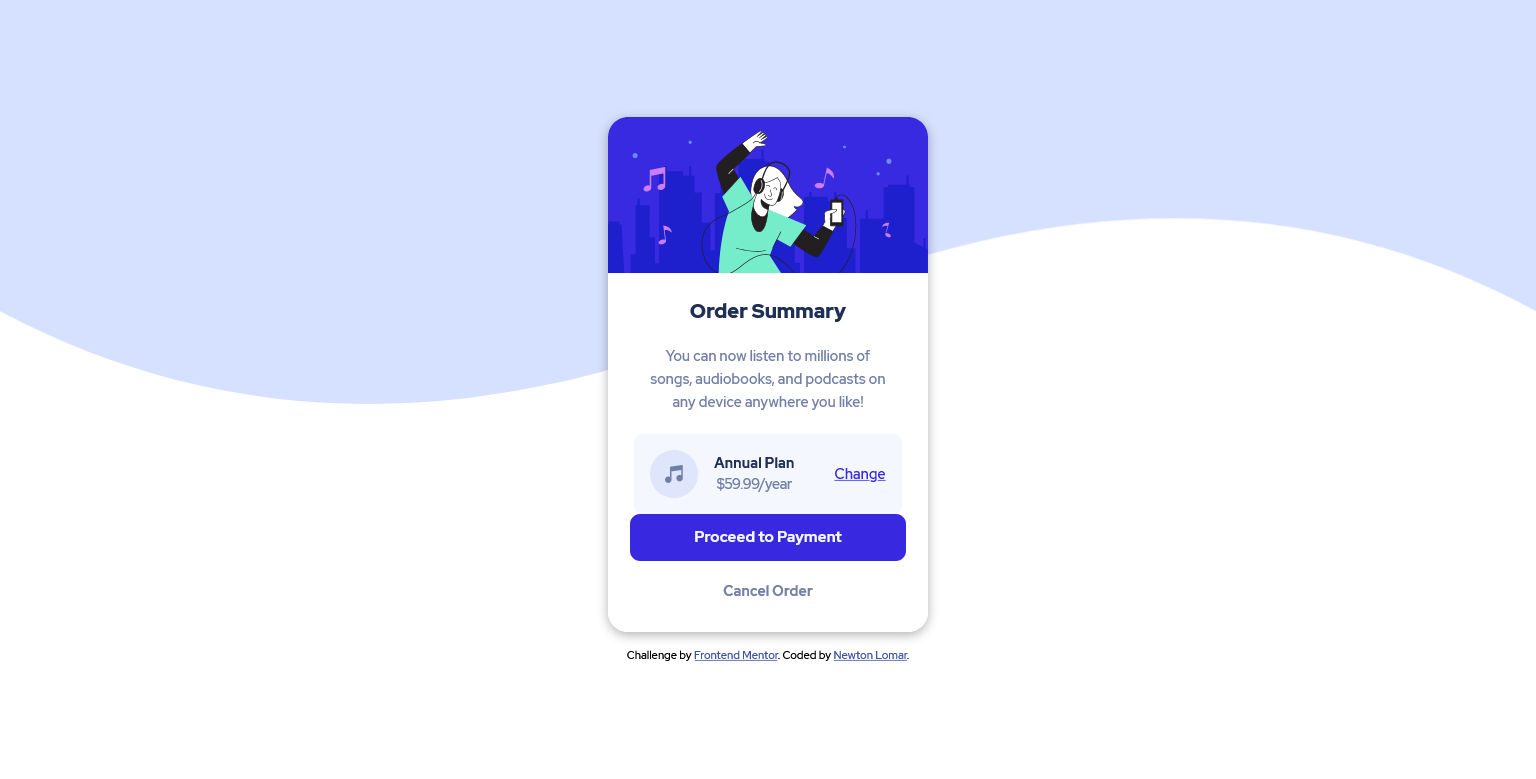 Order Summary
You can now listen to millions of
songs, audiobooks, and podcasts on
any device anywhere you like!
Annual Plan
$59.99/year
Change
Proceed to Payment
Cancel Order
Challenge by Frontend Mentor. Coded by Newton Lomar.